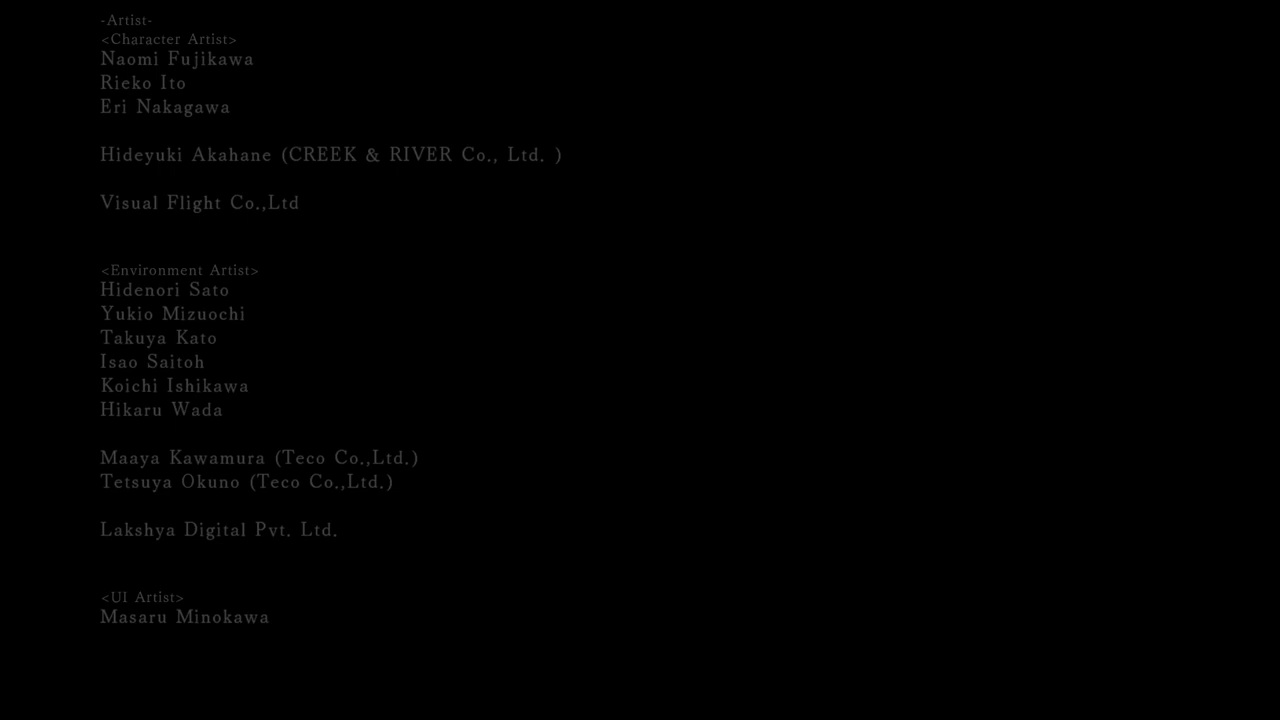 -Artist-
<Character Artist>
Naomi Fujikawa
Rieko Ito
Eri Nakagawa
Hideyuki Akahane (CREEK & RIVER Co., Ltd. )
Visual Flight Co.,Ltd
<Environment Artist>
Hidenori Sato
Yukio Mizuochi
Takuya Kato
Isao Saitoh
Koichi Ishikawa
Hikaru Wada
Maaya Kawamura (Teco Co.,Ltd.)
Tetsuya Okuno (Teco Co.,Ltd.)
Lakshya Digital Pvt. Ltd.
<UI Artist>
Masaru Minokawa